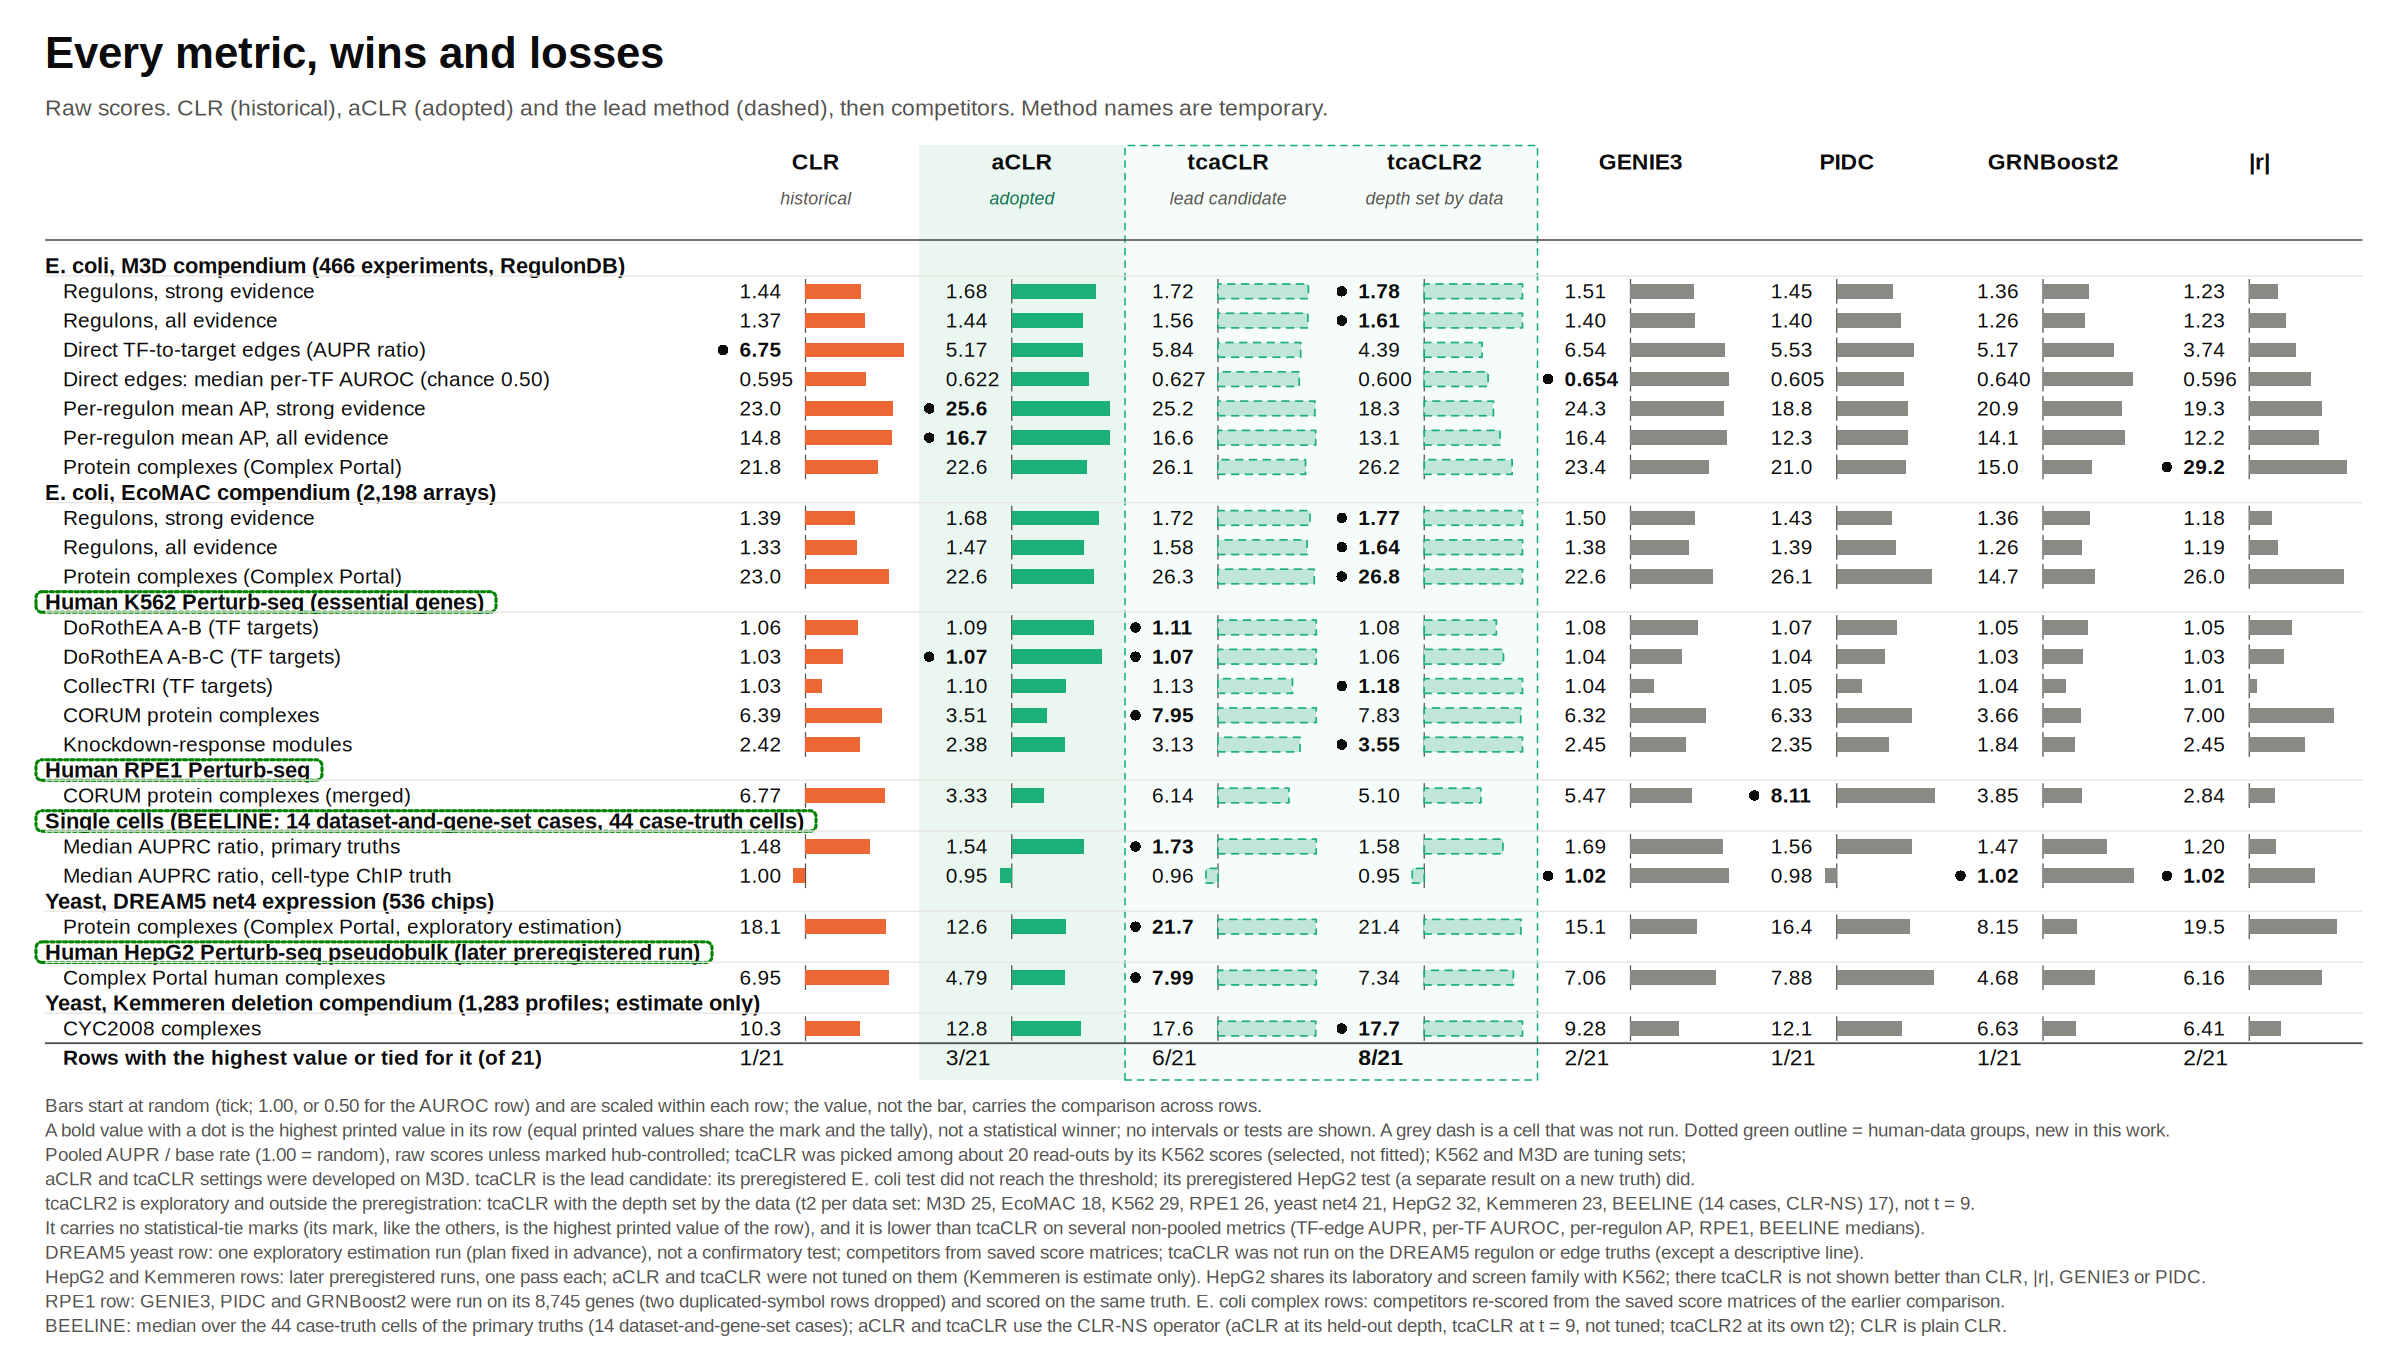 Every metric, wins and losses
Raw scores. CLR (historical), aCLR (adopted) and the lead method (dashed), then competitors. Method names are temporary.
CLR aCLR tcaCLR tcaCLR2 GENIE3 PIDC GRNBoost2 |r|
historical adopted lead candidate depth set by data
E. coli, M3D compendium (466 experiments, RegulonDB)
Regulons, strong evidence 1.44 1.68 1.72 1.78 1.51 1.45 1.36 1.23
Regulons, all evidence 1.37 1.44 1.56 1.61 1.40 1.40 1.26 1.23
Direct TF-to-target edges (AUPR ratio) 6.75 5.17 5.84 4.39 6.54 5.53 5.17 3.74
Direct edges: median per-TF AUROC (chance 0.50) 0.595 0.622 0.627 0.600 0.654 0.605 0.640 0.596
Per-regulon mean AP, strong evidence 23.0 25.6 25.2 18.3 24.3 18.8 20.9 19.3
Per-regulon mean AP, all evidence 14.8 16.7 16.6 13.1 16.4 12.3 14.1 12.2
Protein complexes (Complex Portal) 21.8 22.6 26.1 26.2 23.4 21.0 15.0 29.2
E. coli, EcoMAC compendium (2,198 arrays)
Regulons, strong evidence 1.39 1.68 1.72 1.77 1.50 1.43 1.36 1.18
Regulons, all evidence 1.33 1.47 1.58 1.64 1.38 1.39 1.26 1.19
Protein complexes (Complex Portal) 23.0 22.6 26.3 26.8 22.6 26.1 14.7 26.0
Human K562 Perturb-seq (essential genes)
DoRothEA A-B (TF targets) 1.06 1.09 1.11 1.08 1.08 1.07 1.05 1.05
DoRothEA A-B-C (TF targets) 1.03 1.07 1.07 1.06 1.04 1.04 1.03 1.03
CollecTRI (TF targets) 1.03 1.10 1.13 1.18 1.04 1.05 1.04 1.01
CORUM protein complexes 6.39 3.51 7.95 7.83 6.32 6.33 3.66 7.00
Knockdown-response modules 2.42 2.38 3.13 3.55 2.45 2.35 1.84 2.45
Human RPE1 Perturb-seq
CORUM protein complexes (merged) 6.77 3.33 6.14 5.10 5.47 8.11 3.85 2.84
Single cells (BEELINE: 14 dataset-and-gene-set cases, 44 case-truth cells)
Median AUPRC ratio, primary truths 1.48 1.54 1.73 1.58 1.69 1.56 1.47 1.20
Median AUPRC ratio, cell-type ChIP truth 1.00 0.95 0.96 0.95 1.02 0.98 1.02 1.02
Yeast, DREAM5 net4 expression (536 chips)
Protein complexes (Complex Portal, exploratory estimation) 18.1 12.6 21.7 21.4 15.1 16.4 8.15 19.5
Human HepG2 Perturb-seq pseudobulk (later preregistered run)
Complex Portal human complexes 6.95 4.79 7.99 7.34 7.06 7.88 4.68 6.16
Yeast, Kemmeren deletion compendium (1,283 profiles; estimate only)
CYC2008 complexes 10.3 12.8 17.6 17.7 9.28 12.1 6.63 6.41
Rows with the highest value or tied for it (of 21) 1/21 3/21 6/21 8/21 2/21 1/21 1/21 2/21
Bars start at random (tick; 1.00, or 0.50 for the AUROC row) and are scaled within each row; the value, not the bar, carries the comparison across rows.
A bold value with a dot is the highest printed value in its row (equal printed values share the mark and the tally), not a statistical winner; no intervals or tests are shown. A grey dash is a cell that was not run. Dotted green outline = human-data groups, new in this work.
Pooled AUPR / base rate (1.00 = random), raw scores unless marked hub-controlled; tcaCLR was picked among about 20 read-outs by its K562 scores (selected, not fitted); K562 and M3D are tuning sets;
aCLR and tcaCLR settings were developed on M3D. tcaCLR is the lead candidate: its preregistered E. coli test did not reach the threshold; its preregistered HepG2 test (a separate result on a new truth) did.
tcaCLR2 is exploratory and outside the preregistration: tcaCLR with the depth set by the data (t2 per data set: M3D 25, EcoMAC 18, K562 29, RPE1 26, yeast net4 21, HepG2 32, Kemmeren 23, BEELINE (14 cases, CLR-NS) 17), not t = 9.
It carries no statistical-tie marks (its mark, like the others, is the highest printed value of the row), and it is lower than tcaCLR on several non-pooled metrics (TF-edge AUPR, per-TF AUROC, per-regulon AP, RPE1, BEELINE medians).
DREAM5 yeast row: one exploratory estimation run (plan fixed in advance), not a confirmatory test; competitors from saved score matrices; tcaCLR was not run on the DREAM5 regulon or edge truths (except a descriptive line).
HepG2 and Kemmeren rows: later preregistered runs, one pass each; aCLR and tcaCLR were not tuned on them (Kemmeren is estimate only). HepG2 shares its laboratory and screen family with K562; there tcaCLR is not shown better than CLR, |r|, GENIE3 or PIDC.
RPE1 row: GENIE3, PIDC and GRNBoost2 were run on its 8,745 genes (two duplicated-symbol rows dropped) and scored on the same truth. E. coli complex rows: competitors re-scored from the saved score matrices of the earlier comparison.
BEELINE: median over the 44 case-truth cells of the primary truths (14 dataset-and-gene-set cases); aCLR and tcaCLR use the CLR-NS operator (aCLR at its held-out depth, tcaCLR at t = 9, not tuned; tcaCLR2 at its own t2); CLR is plain CLR.